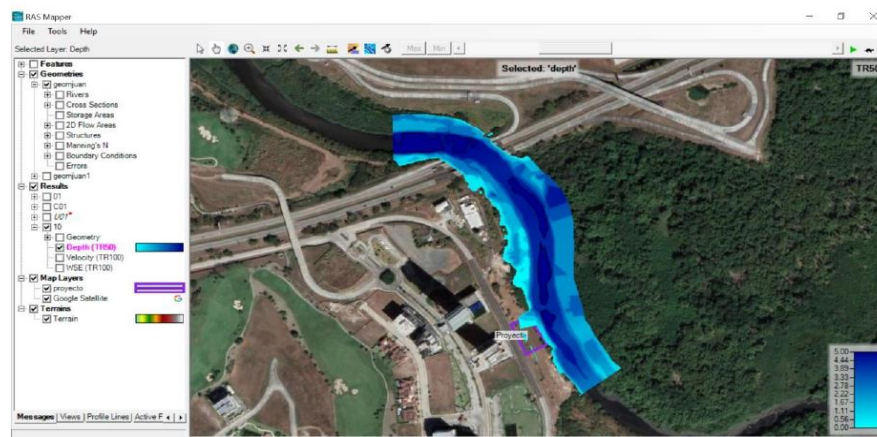 RAS Mapper
File Tools Help
Selected Layer: Depth
Max Min
Features
Geometries
geomjuan
Rivers
Cross Sections
Storage Areas
2D Flow Areas
Structures
Manning's N
Boundary Conditions
Errors
geomjuan1
Results
01
C01
10
Geometry
Depth (TR50)
Velocity (TR100)
WSE (TR100)
Map Layers
proyecto
Google Satellite
Terrains
Terrain
Messages Views Profile Lines Active F
Selected: 'depth'
TR50
Proyecto
5.00
4.44
3.89
3.33
2.78
2.22
1.67
1.11
0.56
0.00